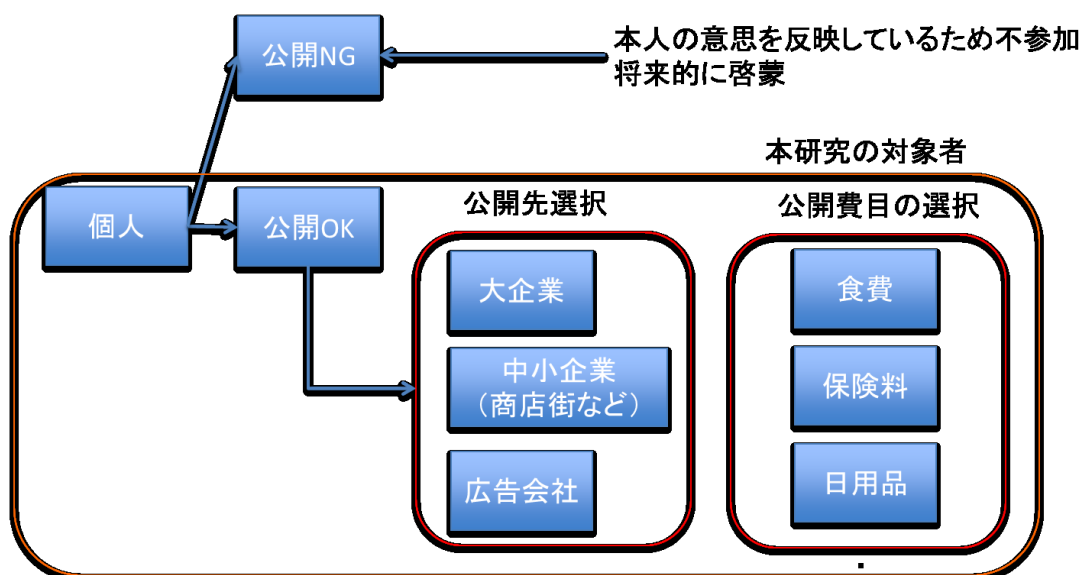 公開NG
本人の意思を反映しているため不参加
将来的に啓蒙
本研究の対象者
個人
公開OK
公開先選択
公開費目の選択
大企業
中小企業
（商店街など）
広告会社
食費
保険料
日用品
.